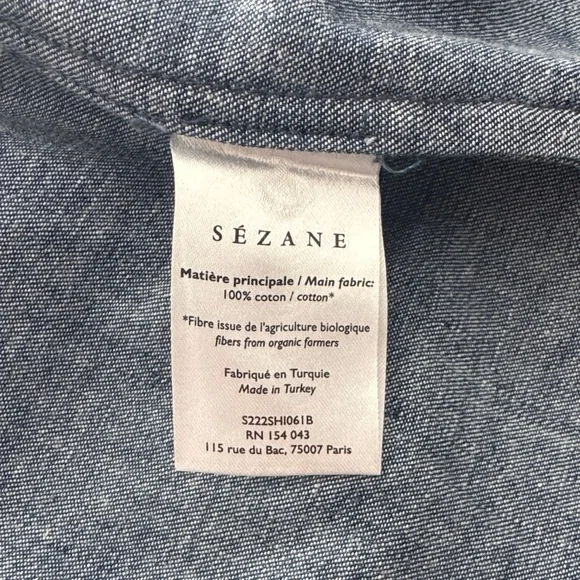 SÉZANE
Matière principale / Main fabric:
100% coton / cotton*
*Fibre issue de l'agriculture biologique
fibers from organic farmers
Fabriqué en Turquie
Made in Turkey
S222SHI061B
RN 154 043
115 rue du Bac, 75007 Paris